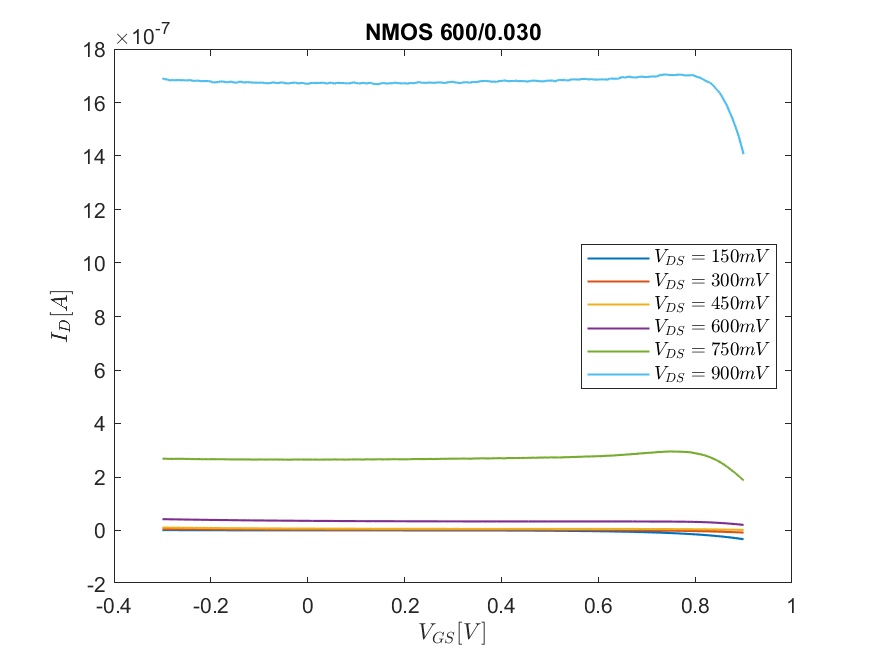 NMOS 600/0.030
×10-7
18
16
14
12
10
8
6
4
2
0
-2
I_D[A]
V_DS = 150mV
V_DS = 300mV
V_DS = 450mV
V_DS = 600mV
V_DS = 750mV
V_DS = 900mV
-0.4 -0.2 0 0.2 0.4 0.6 0.8 1
V_GS[V]